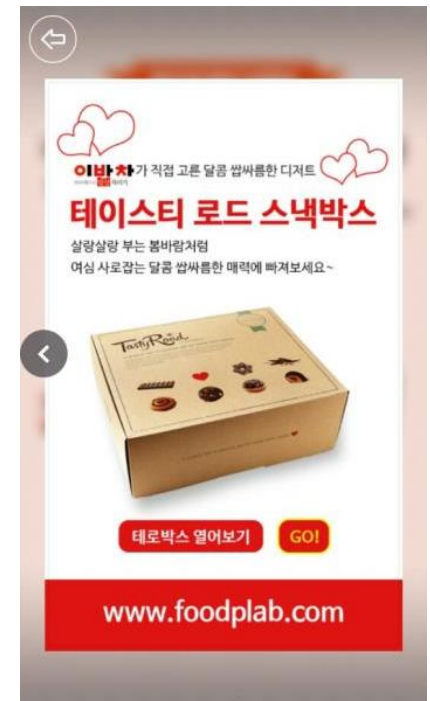 이밥차가 직접 고른 달콤 쌉싸름한 디저트
테이스티 로드 스낵박스
살랑살랑 부는 봄바람처럼
여심 사로잡는 달콤 쌉싸름한 매력에 빠져보세요~
Tasty Road
테로박스 열어보기 GO!
www.foodplab.com